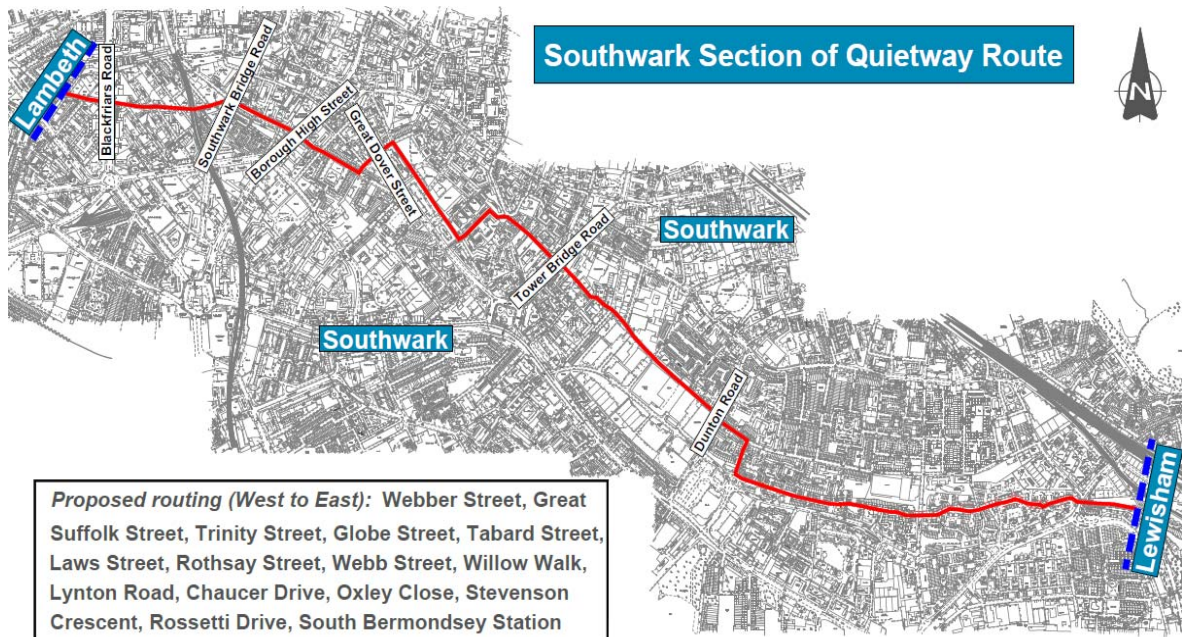 Southwark Section of Quietway Route
N
Lambeth
Blackfriars Road
Southwark Bridge Road
Borough High Street
Great Dover Street
Tower Bridge Road
Southwark
Southwark
Dunton Road
Lewisham
Proposed routing (West to East): Webber Street, Great
Suffolk Street, Trinity Street, Globe Street, Tabard Street,
Laws Street, Rothsay Street, Webb Street, Willow Walk,
Lynton Road, Chaucer Drive, Oxley Close, Stevenson
Crescent, Rossetti Drive, South Bermondsey Station